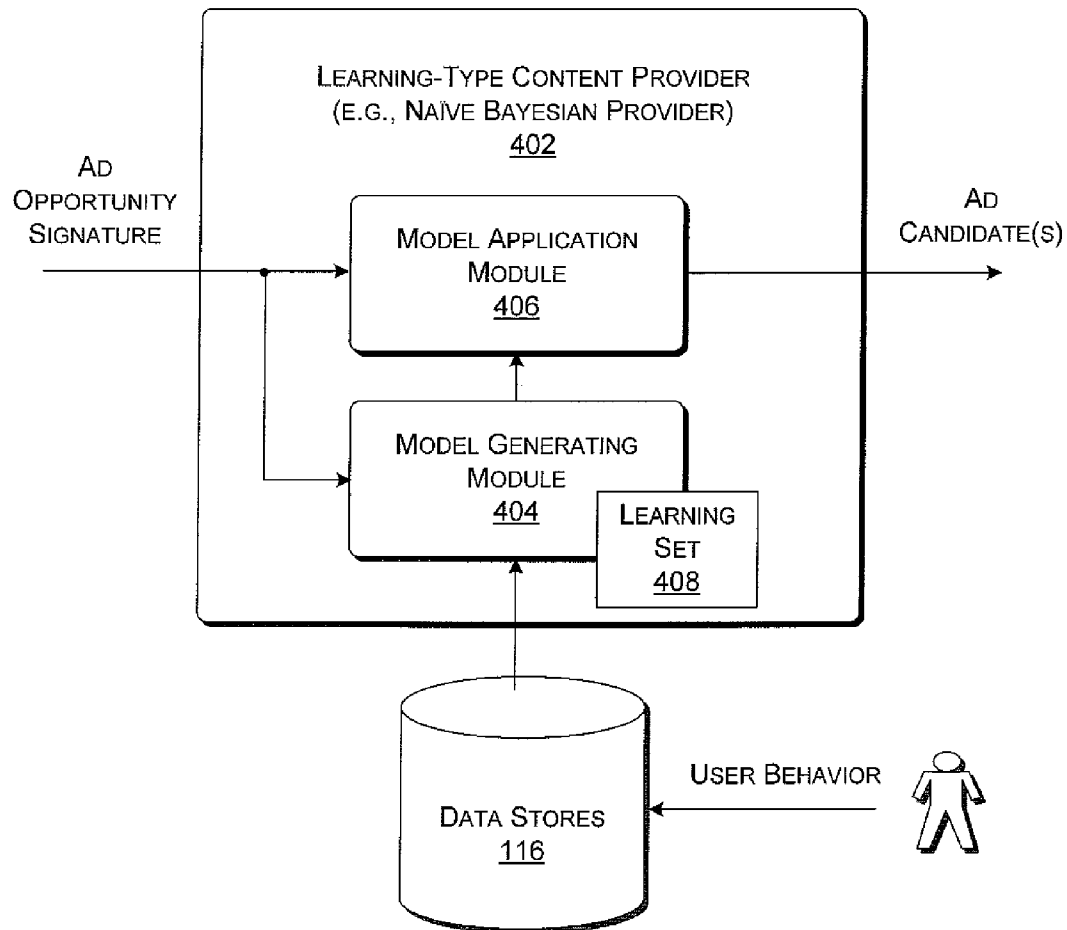 LEARNING-TYPE CONTENT PROVIDER
(E.G., NAÏVE BAYESIAN PROVIDER)
402
AD
OPPORTUNITY
SIGNATURE
MODEL APPLICATION
MODULE
406
AD
CANDIDATE(S)
MODEL GENERATING
MODULE
404
LEARNING
SET
408
DATA STORES
116
USER BEHAVIOR